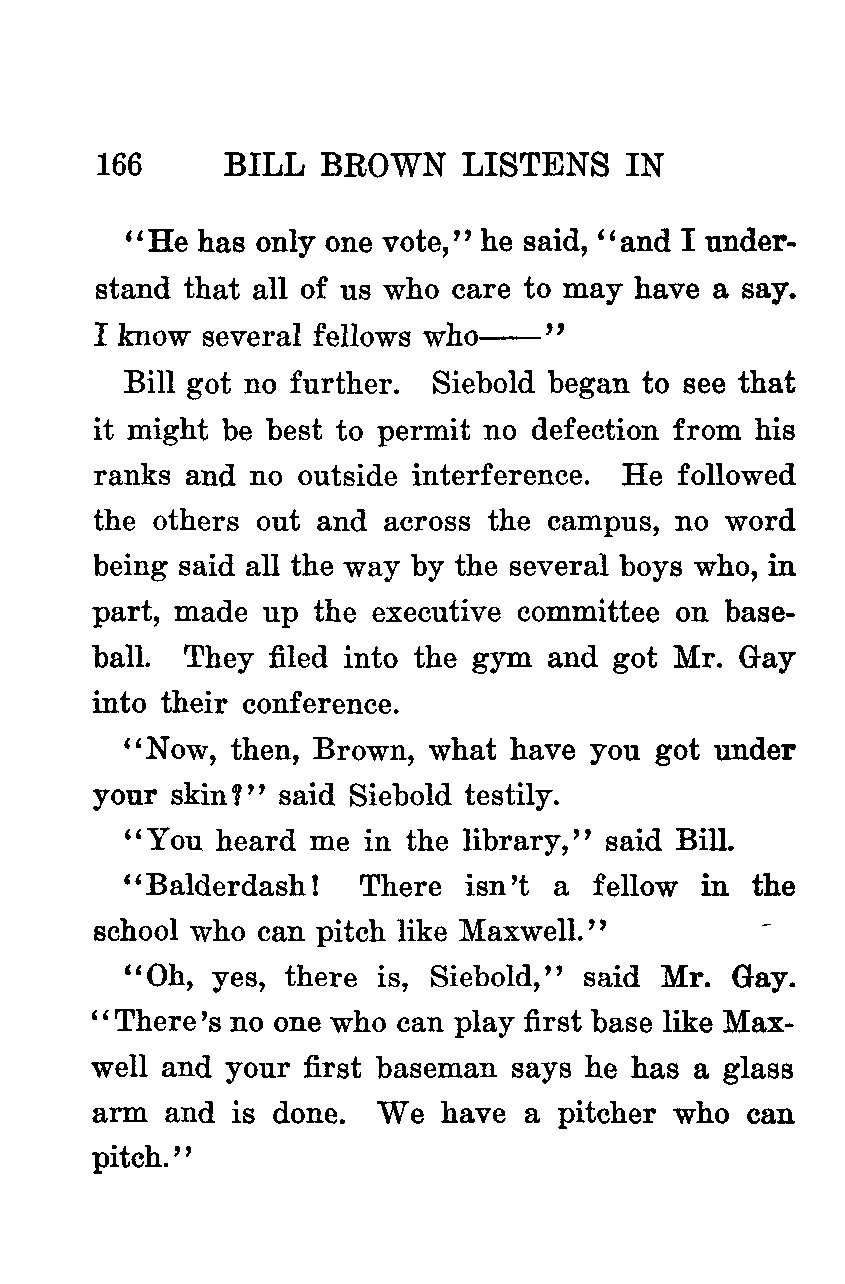 166 BILL BROWN LISTENS IN
“He has only one vote,” he said, “and I under-
stand that all of us who care to may have a say.
I know several fellows who——”
Bill got no further. Siebold began to see that
it might be best to permit no defection from his
ranks and no outside interference. He followed
the others out and across the campus, no word
being said all the way by the several boys who, in
part, made up the executive committee on base-
ball. They filed into the gym and got Mr. Gay
into their conference.
“Now, then, Brown, what have you got under
your skin?” said Siebold testily.
“You heard me in the library,” said Bill.
“Balderdash! There isn’t a fellow in the
school who can pitch like Maxwell.”
“Oh, yes, there is, Siebold,” said Mr. Gay.
“There’s no one who can play first base like Max-
well and your first baseman says he has a glass
arm and is done. We have a pitcher who can
pitch.”